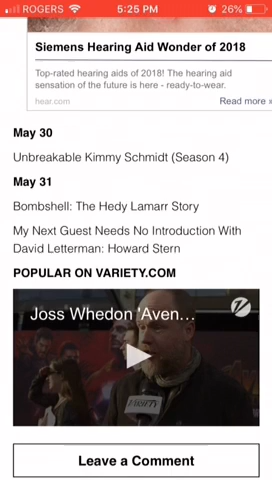 ROGERS 5:25 PM 26%
Siemens Hearing Aid Wonder of 2018
Top-rated hearing aids of 2018! The hearing aid
sensation of the future is here - ready-to-wear.
hear.com Read more »
May 30
Unbreakable Kimmy Schmidt (Season 4)
May 31
Bombshell: The Hedy Lamarr Story
My Next Guest Needs No Introduction With
David Letterman: Howard Stern
POPULAR ON VARIETY.COM
Joss Whedon 'Aven...
VARIETY
Leave a Comment